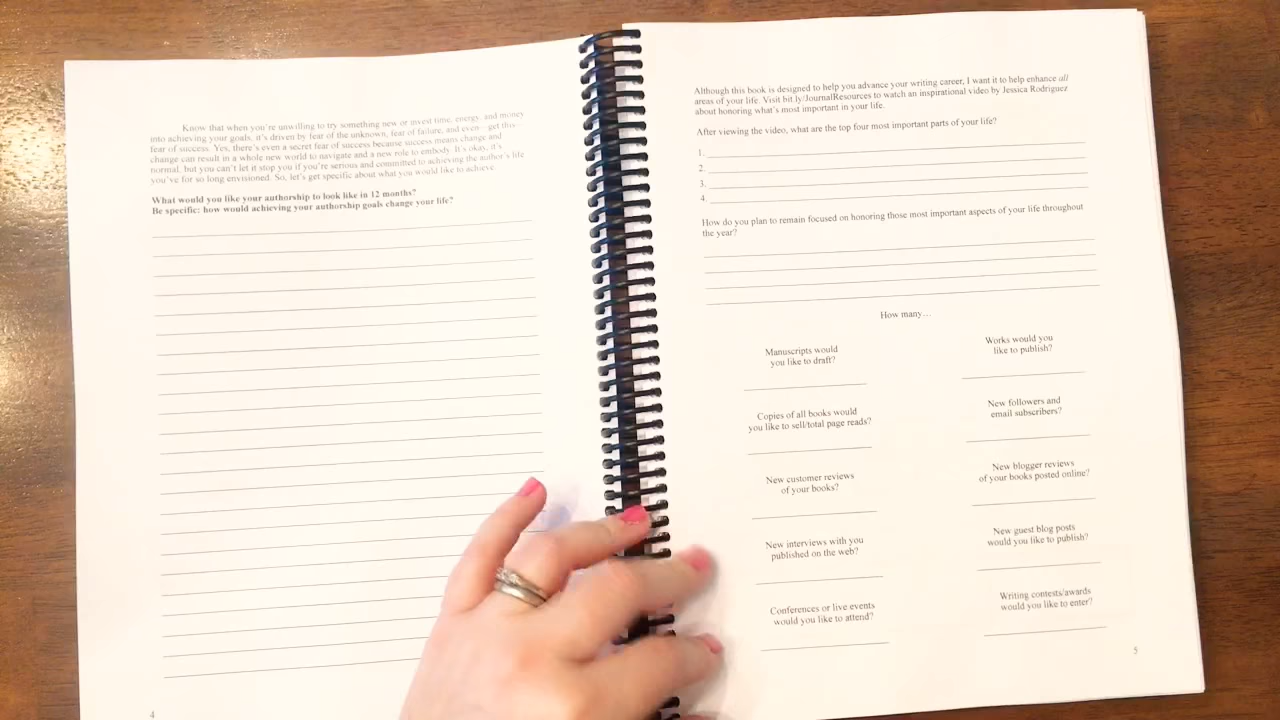 Know that when you're unwilling to try something new or invest time, energy, and money
into achieving your goals, it's driven by fear of the unknown, fear of failure, and even—get this—
fear of success. Yes, there's even a secret fear of success because success means change and
change can result in a whole new world to navigate and a new role to embody. It's okay, it's
normal, but you can't let it stop you if you're serious and committed to achieving the author's life
you've for so long envisioned. So, let's get specific about what you would like to achieve.
What would you like your authorship to look like in 12 months?
Be specific: how would achieving your authorship goals change your life?
4
Although this book is designed to help you advance your writing career, I want it to help enhance all
areas of your life. Visit bit.ly/JournalResources to watch an inspirational video by Jessica Rodriguez
about honoring what's most important in your life.
After viewing the video, what are the top four most important parts of your life?
1.
2.
3.
4.
How do you plan to remain focused on honoring those most important aspects of your life throughout
the year?
How many…
Manuscripts would
you like to draft?
Works would you
like to publish?
Copies of all books would
you like to sell/total page reads?
New followers and
email subscribers?
New customer reviews
of your books?
New blogger reviews
of your books posted online?
New interviews with you
published on the web?
New guest blog posts
would you like to publish?
Conferences or live events
would you like to attend?
Writing contests/awards
would you like to enter?
5